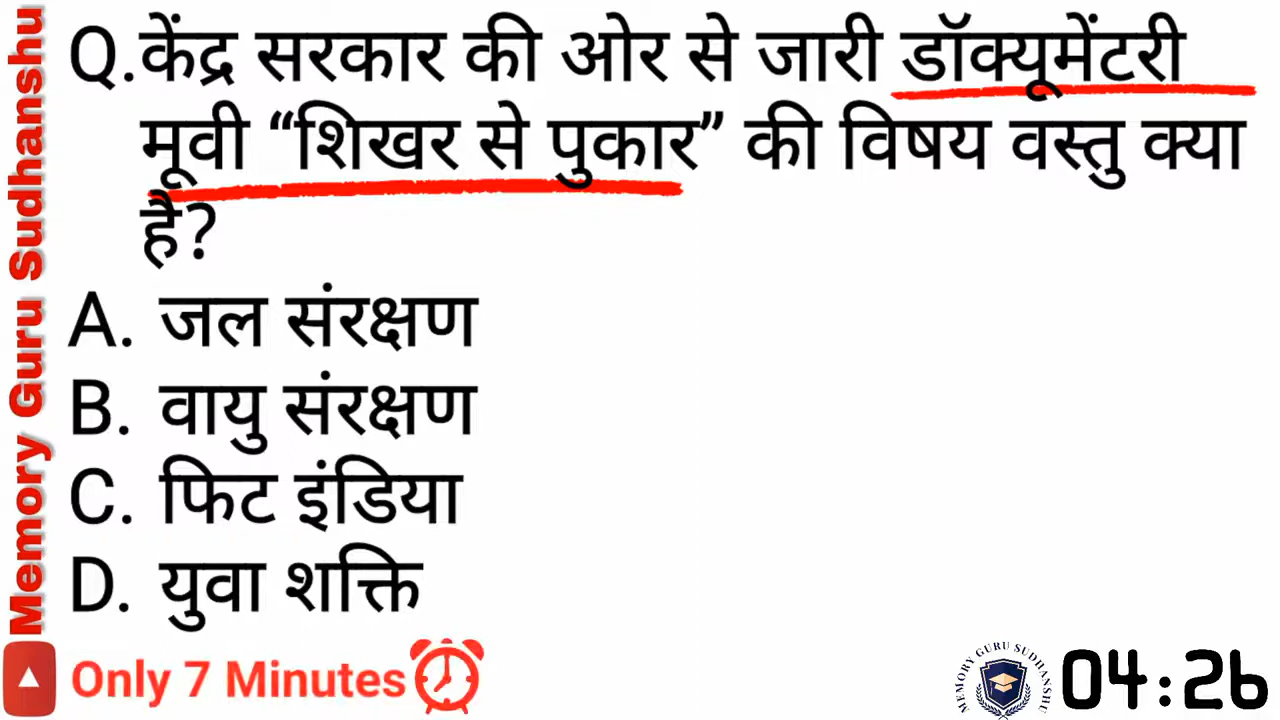 Memory Guru Sudhanshu
Q.केंद्र सरकार की ओर से जारी डॉक्यूमेंटरी
मूवी “शिखर से पुकार” की विषय वस्तु क्या
है?
A. जल संरक्षण
B. वायु संरक्षण
C. फिट इंडिया
D. युवा शक्ति
Only 7 Minutes
MEMORY GURU SUDHANSHU
04:26